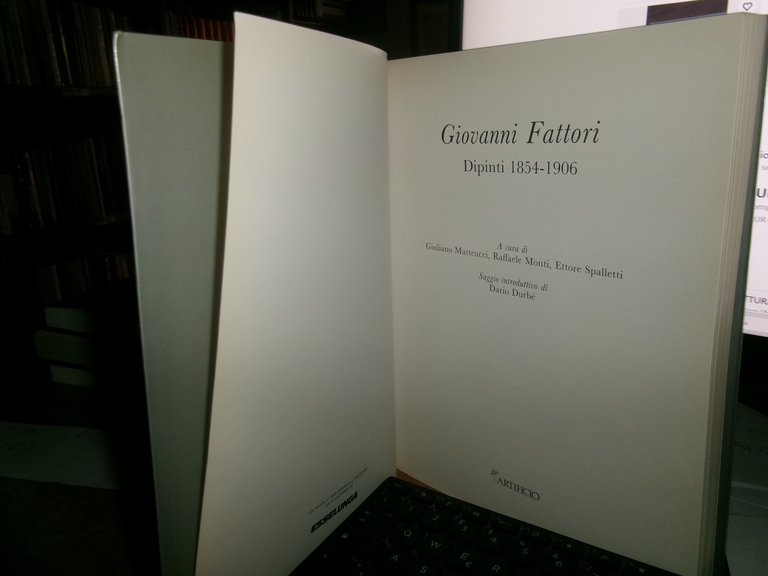 Giovanni Fattori
Dipinti 1854-1906
A cura di
Giuliano Matteucci, Raffaele Monti, Ettore Spalletti
Saggio introduttivo di
Dario Durbé
ARTIFICIO
ESSELUNGA
Q W E R
A S